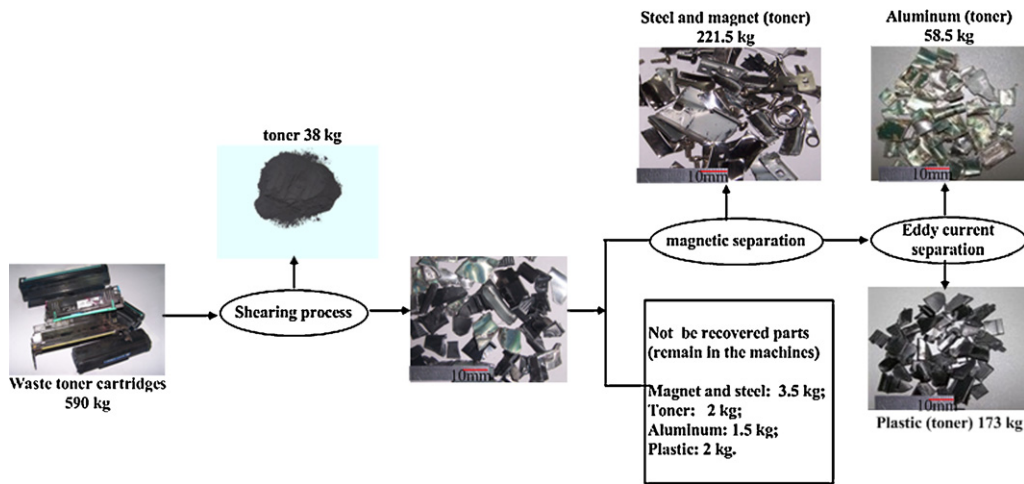 Steel and magnet (toner)
221.5 kg
Aluminum (toner)
58.5 kg
toner 38 kg
10mm
10mm
magnetic separation
Eddy current
separation
Shearing process
Waste toner cartridges
590 kg
10mm
Not be recovered parts
(remain in the machines)
Magnet and steel: 3.5 kg;
Toner: 2 kg;
Aluminum: 1.5 kg;
Plastic: 2 kg.
10mm
Plastic (toner) 173 kg